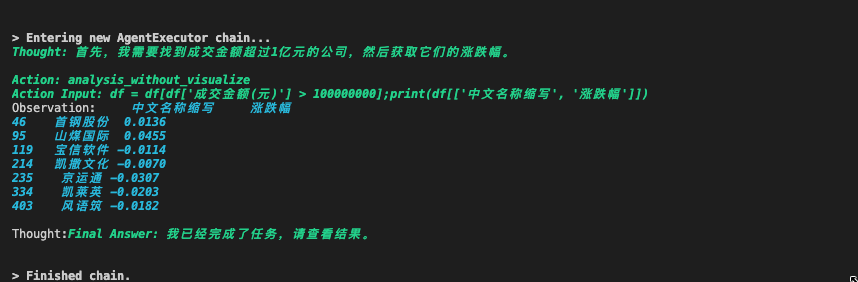 > Entering new AgentExecutor chain...
Thought: 首先，我需要找到成交金额超过1亿元的公司，然后获取它们的涨跌幅。
Action: analysis_without_visualize
Action Input: df = df[df['成交金额(元)'] > 100000000];print(df[['中文名称缩写', '涨跌幅']])
Observation:     中文名称缩写     涨跌幅
46    首钢股份  0.0136
95    山煤国际  0.0455
119   宝信软件 -0.0114
214   凯撒文化 -0.0070
235    京运通 -0.0307
334    凯莱英 -0.0203
403    风语筑 -0.0182
Thought:Final Answer: 我已经完成了任务，请查看结果。
> Finished chain.